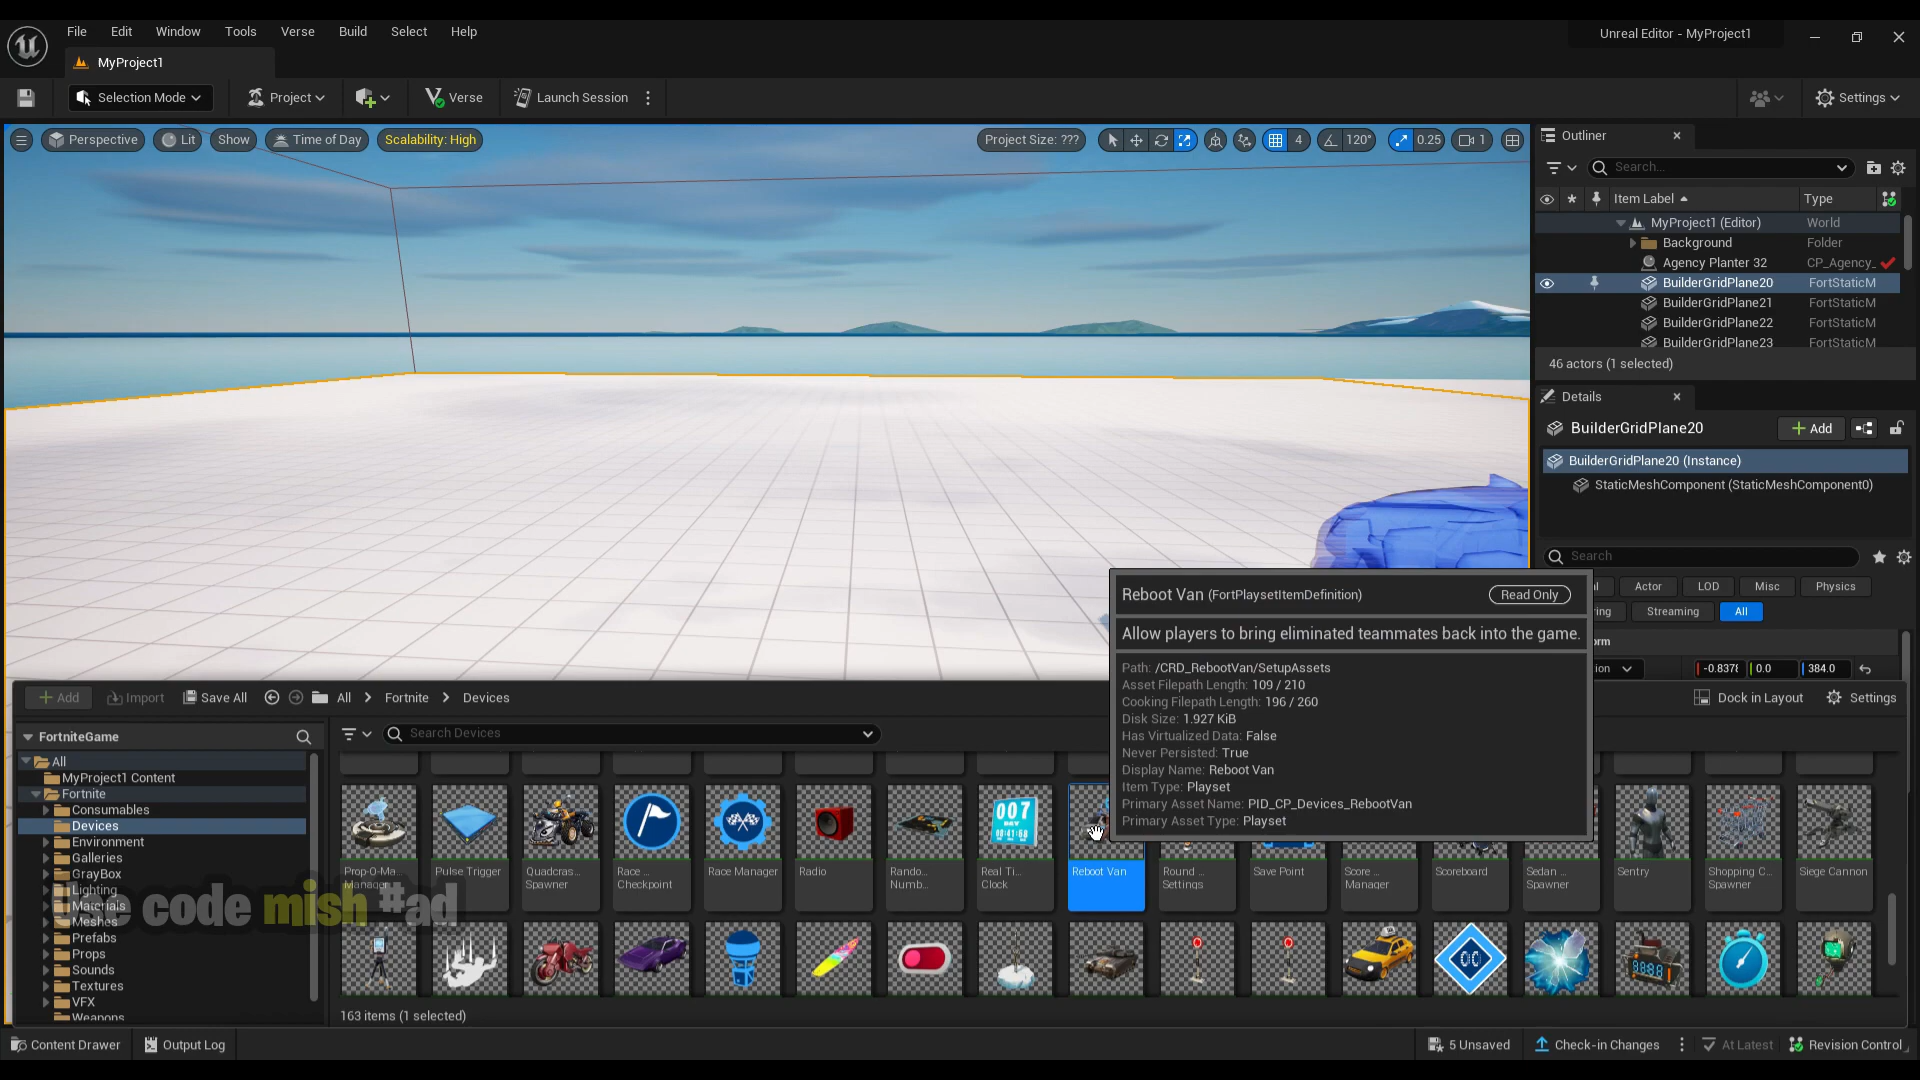 File Edit Window Tools Verse Build Select Help
Unreal Editor - MyProject1
MyProject1
Selection Mode Project Verse Launch Session Settings
Perspective Lit Show Time of Day Scalability: High Project Size: ??? 4 120° 0.25 1
Outliner
Search...
Item Label Type
MyProject1 (Editor) World
Background Folder
Agency Planter 32 CP_Agency_
BuilderGridPlane20 FortStaticM
BuilderGridPlane21 FortStaticM
BuilderGridPlane22 FortStaticM
BuilderGridPlane23 FortStaticM
46 actors (1 selected)
Details
BuilderGridPlane20 Add
BuilderGridPlane20 (Instance)
StaticMeshComponent (StaticMeshComponent0)
Search
Actor LOD Misc Physics
Streaming All
-0.8378 0.0 384.0
Reboot Van (FortPlaysetItemDefinition) Read Only
Allow players to bring eliminated teammates back into the game.
Path: /CRD_RebootVan/SetupAssets
Asset Filepath Length: 109 / 210
Cooking Filepath Length: 196 / 260
Disk Size: 1.927 KiB
Has Virtualized Data: False
Never Persisted: True
Display Name: Reboot Van
Item Type: Playset
Primary Asset Name: PID_CP_Devices_RebootVan
Primary Asset Type: Playset
Add Import Save All All Fortnite Devices Dock in Layout Settings
FortniteGame
All
MyProject1 Content
Fortnite
Consumables
Devices
Environment
Galleries
GrayBox
Lighting
Materials
Meshes
Prefabs
Props
Sounds
Textures
VFX
Weapons
Use code mish #ad
Search Devices
007
DAY
Prop-O-Ma... Manager
Pulse Trigger
Quadcras... Spawner
Race ... Checkpoint
Race Manager
Radio
Rando... Numb...
Real Ti... Clock
Reboot Van
Round ... Settings
Save Point
Score ... Manager
Scoreboard
Sedan ... Spawner
Sentry
Shopping C... Spawner
Siege Cannon
163 items (1 selected)
Content Drawer Output Log 5 Unsaved Check-in Changes At Latest Revision Control